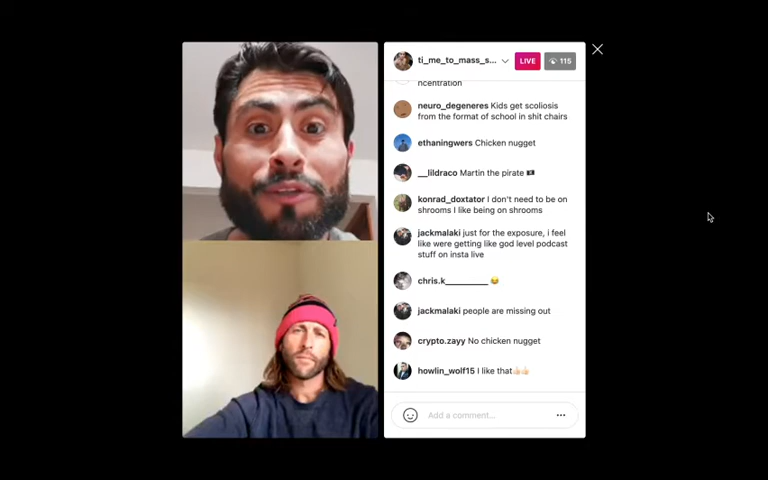 ti_me_to_mass_s...
LIVE
115
ncentration
neuro_degeneres Kids get scoliosis
from the format of school in shit chairs
ethaningwers Chicken nugget
__lildraco Martin the pirate 🏴‍☠️
konrad_doxtator I don't need to be on
shrooms I like being on shrooms
jackmalaki just for the exposure, i feel
like were getting like god level podcast
stuff on insta live
chris.k__________ 😂
jackmalaki people are missing out
crypto.zayy No chicken nugget
howlin_wolf15 I like that👍🏻👍🏻
Add a comment...